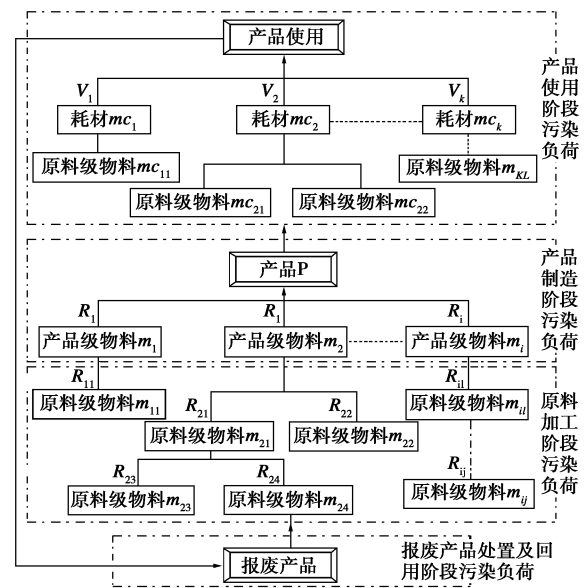 产品使用
产品
使用
阶段
污染
负荷
V1 V2 Vk
耗材mc1 耗材mc2 耗材mck
原料级物料mc11 原料级物料mKL
原料级物料mc21 原料级物料mc22
产品P
产品
制造
阶段
污染
负荷
R1 R1 Ri
产品级物料m1 产品级物料m2 产品级物料mi
R11 Ril
原料级物料m11 原料级物料mil
原料
加工
阶段
污染
负荷
R21 R22
原料级物料m21 原料级物料m22
R23 R24 Rij
原料级物料m23 原料级物料m24 原料级物料mij
报废产品
报废产品处置及回
用阶段污染负荷